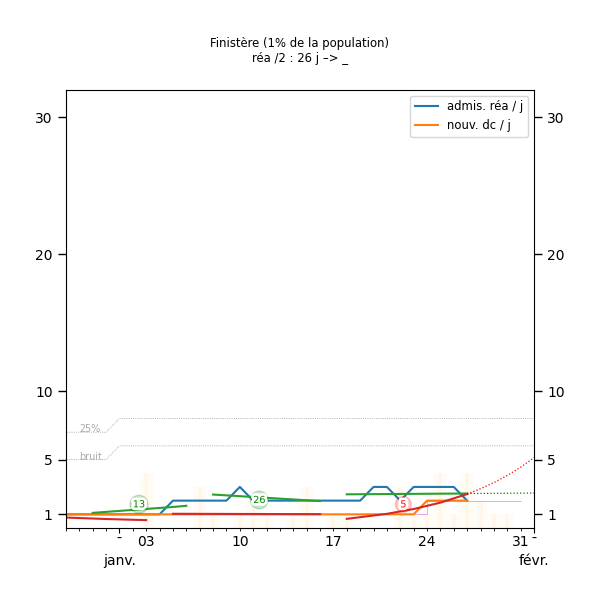 Finistère (1% de la population)
réa /2 : 26 j –> _
admis. réa / j
nouv. dc / j
30 30
20 20
10 10
25%
bruit
5 5
13 26 5
1 1
- 03 10 17 24 31 -
janv. févr.